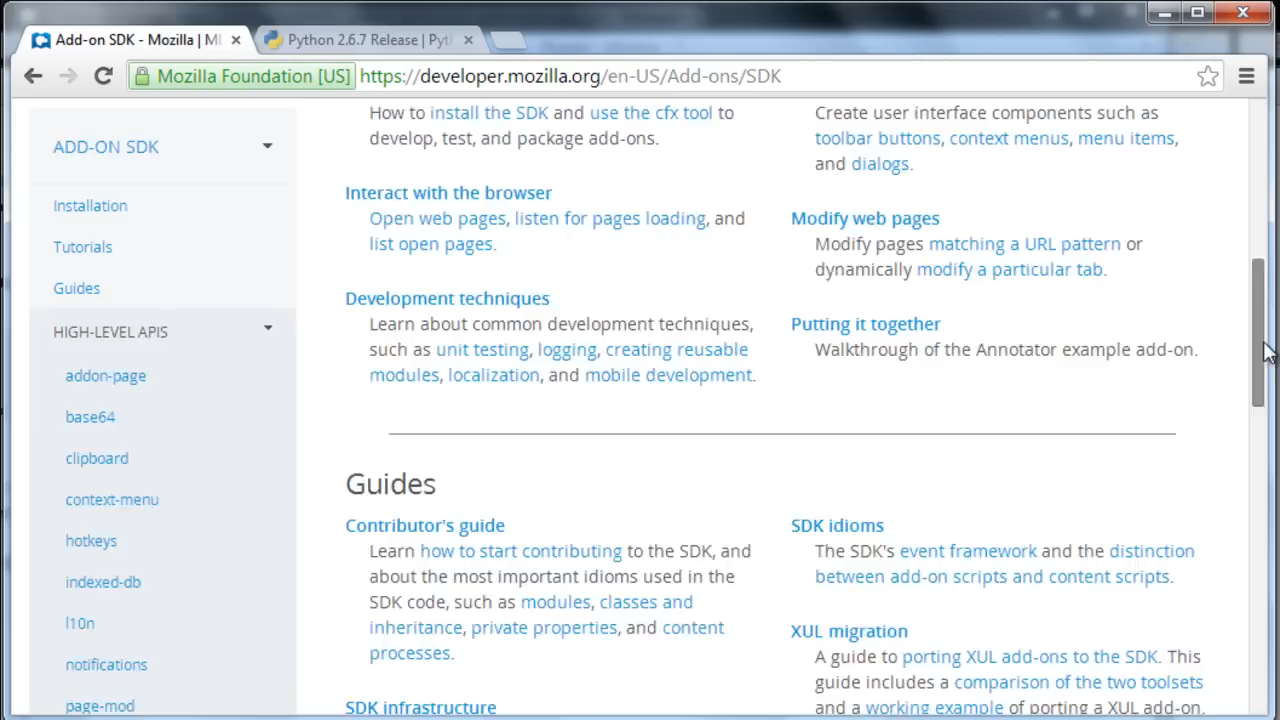 Add-on SDK - Mozilla | M
Python 2.6.7 Release | Pyt
Mozilla Foundation [US]
https://developer.mozilla.org/en-US/Add-ons/SDK
ADD-ON SDK
Installation
Tutorials
Guides
HIGH-LEVEL APIS
addon-page
base64
clipboard
context-menu
hotkeys
indexed-db
l10n
notifications
page-mod
How to install the SDK and use the cfx tool to
develop, test, and package add-ons.
Interact with the browser
Open web pages, listen for pages loading, and
list open pages.
Development techniques
Learn about common development techniques,
such as unit testing, logging, creating reusable
modules, localization, and mobile development.
Create user interface components such as
toolbar buttons, context menus, menu items,
and dialogs.
Modify web pages
Modify pages matching a URL pattern or
dynamically modify a particular tab.
Putting it together
Walkthrough of the Annotator example add-on.
Guides
Contributor's guide
Learn how to start contributing to the SDK, and
about the most important idioms used in the
SDK code, such as modules, classes and
inheritance, private properties, and content
processes.
SDK infrastructure
SDK idioms
The SDK's event framework and the distinction
between add-on scripts and content scripts.
XUL migration
A guide to porting XUL add-ons to the SDK. This
guide includes a comparison of the two toolsets
and a working example of porting a XUL add-on.